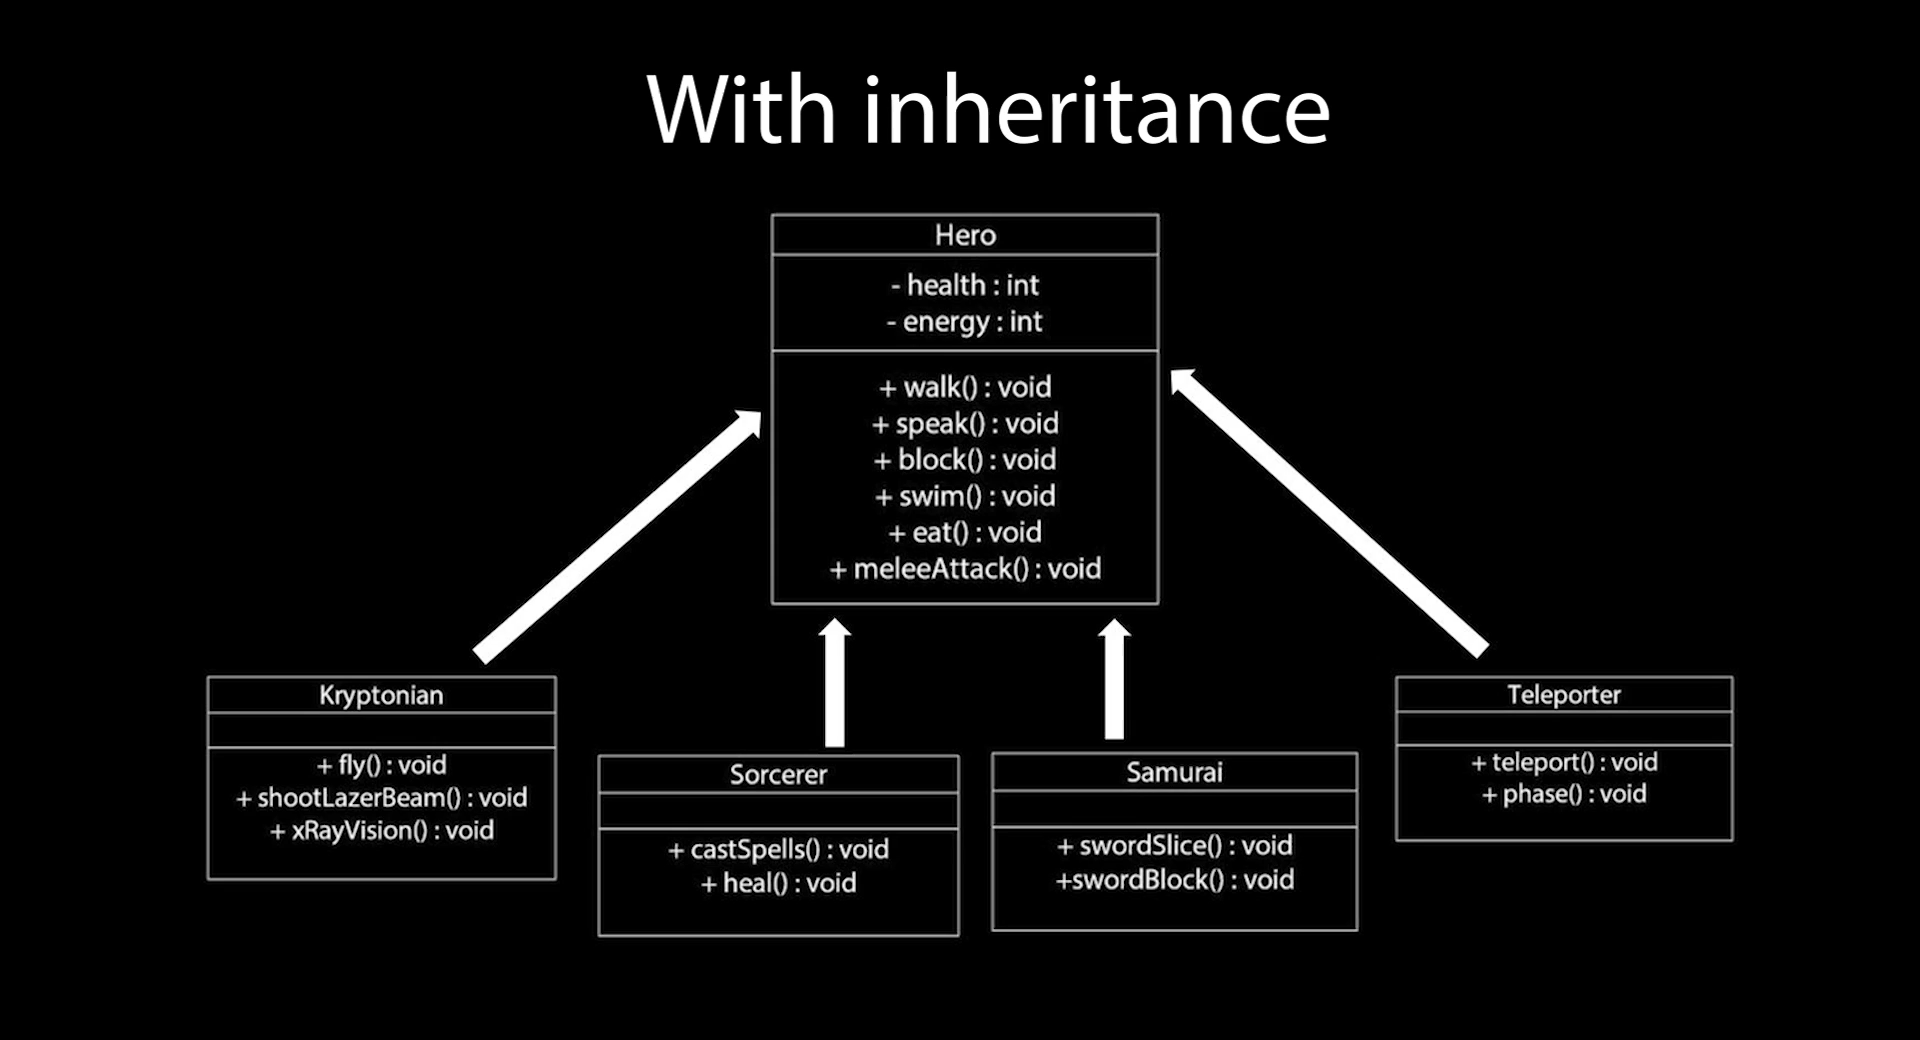 With inheritance
Hero
- health : int
- energy : int
+ walk() : void
+ speak() : void
+ block() : void
+ swim() : void
+ eat() : void
+ meleeAttack() : void
Kryptonian
+ fly() : void
+ shootLazerBeam() : void
+ xRayVision() : void
Sorcerer
+ castSpells() : void
+ heal() : void
Samurai
+ swordSlice() : void
+swordBlock() : void
Teleporter
+ teleport() : void
+ phase() : void